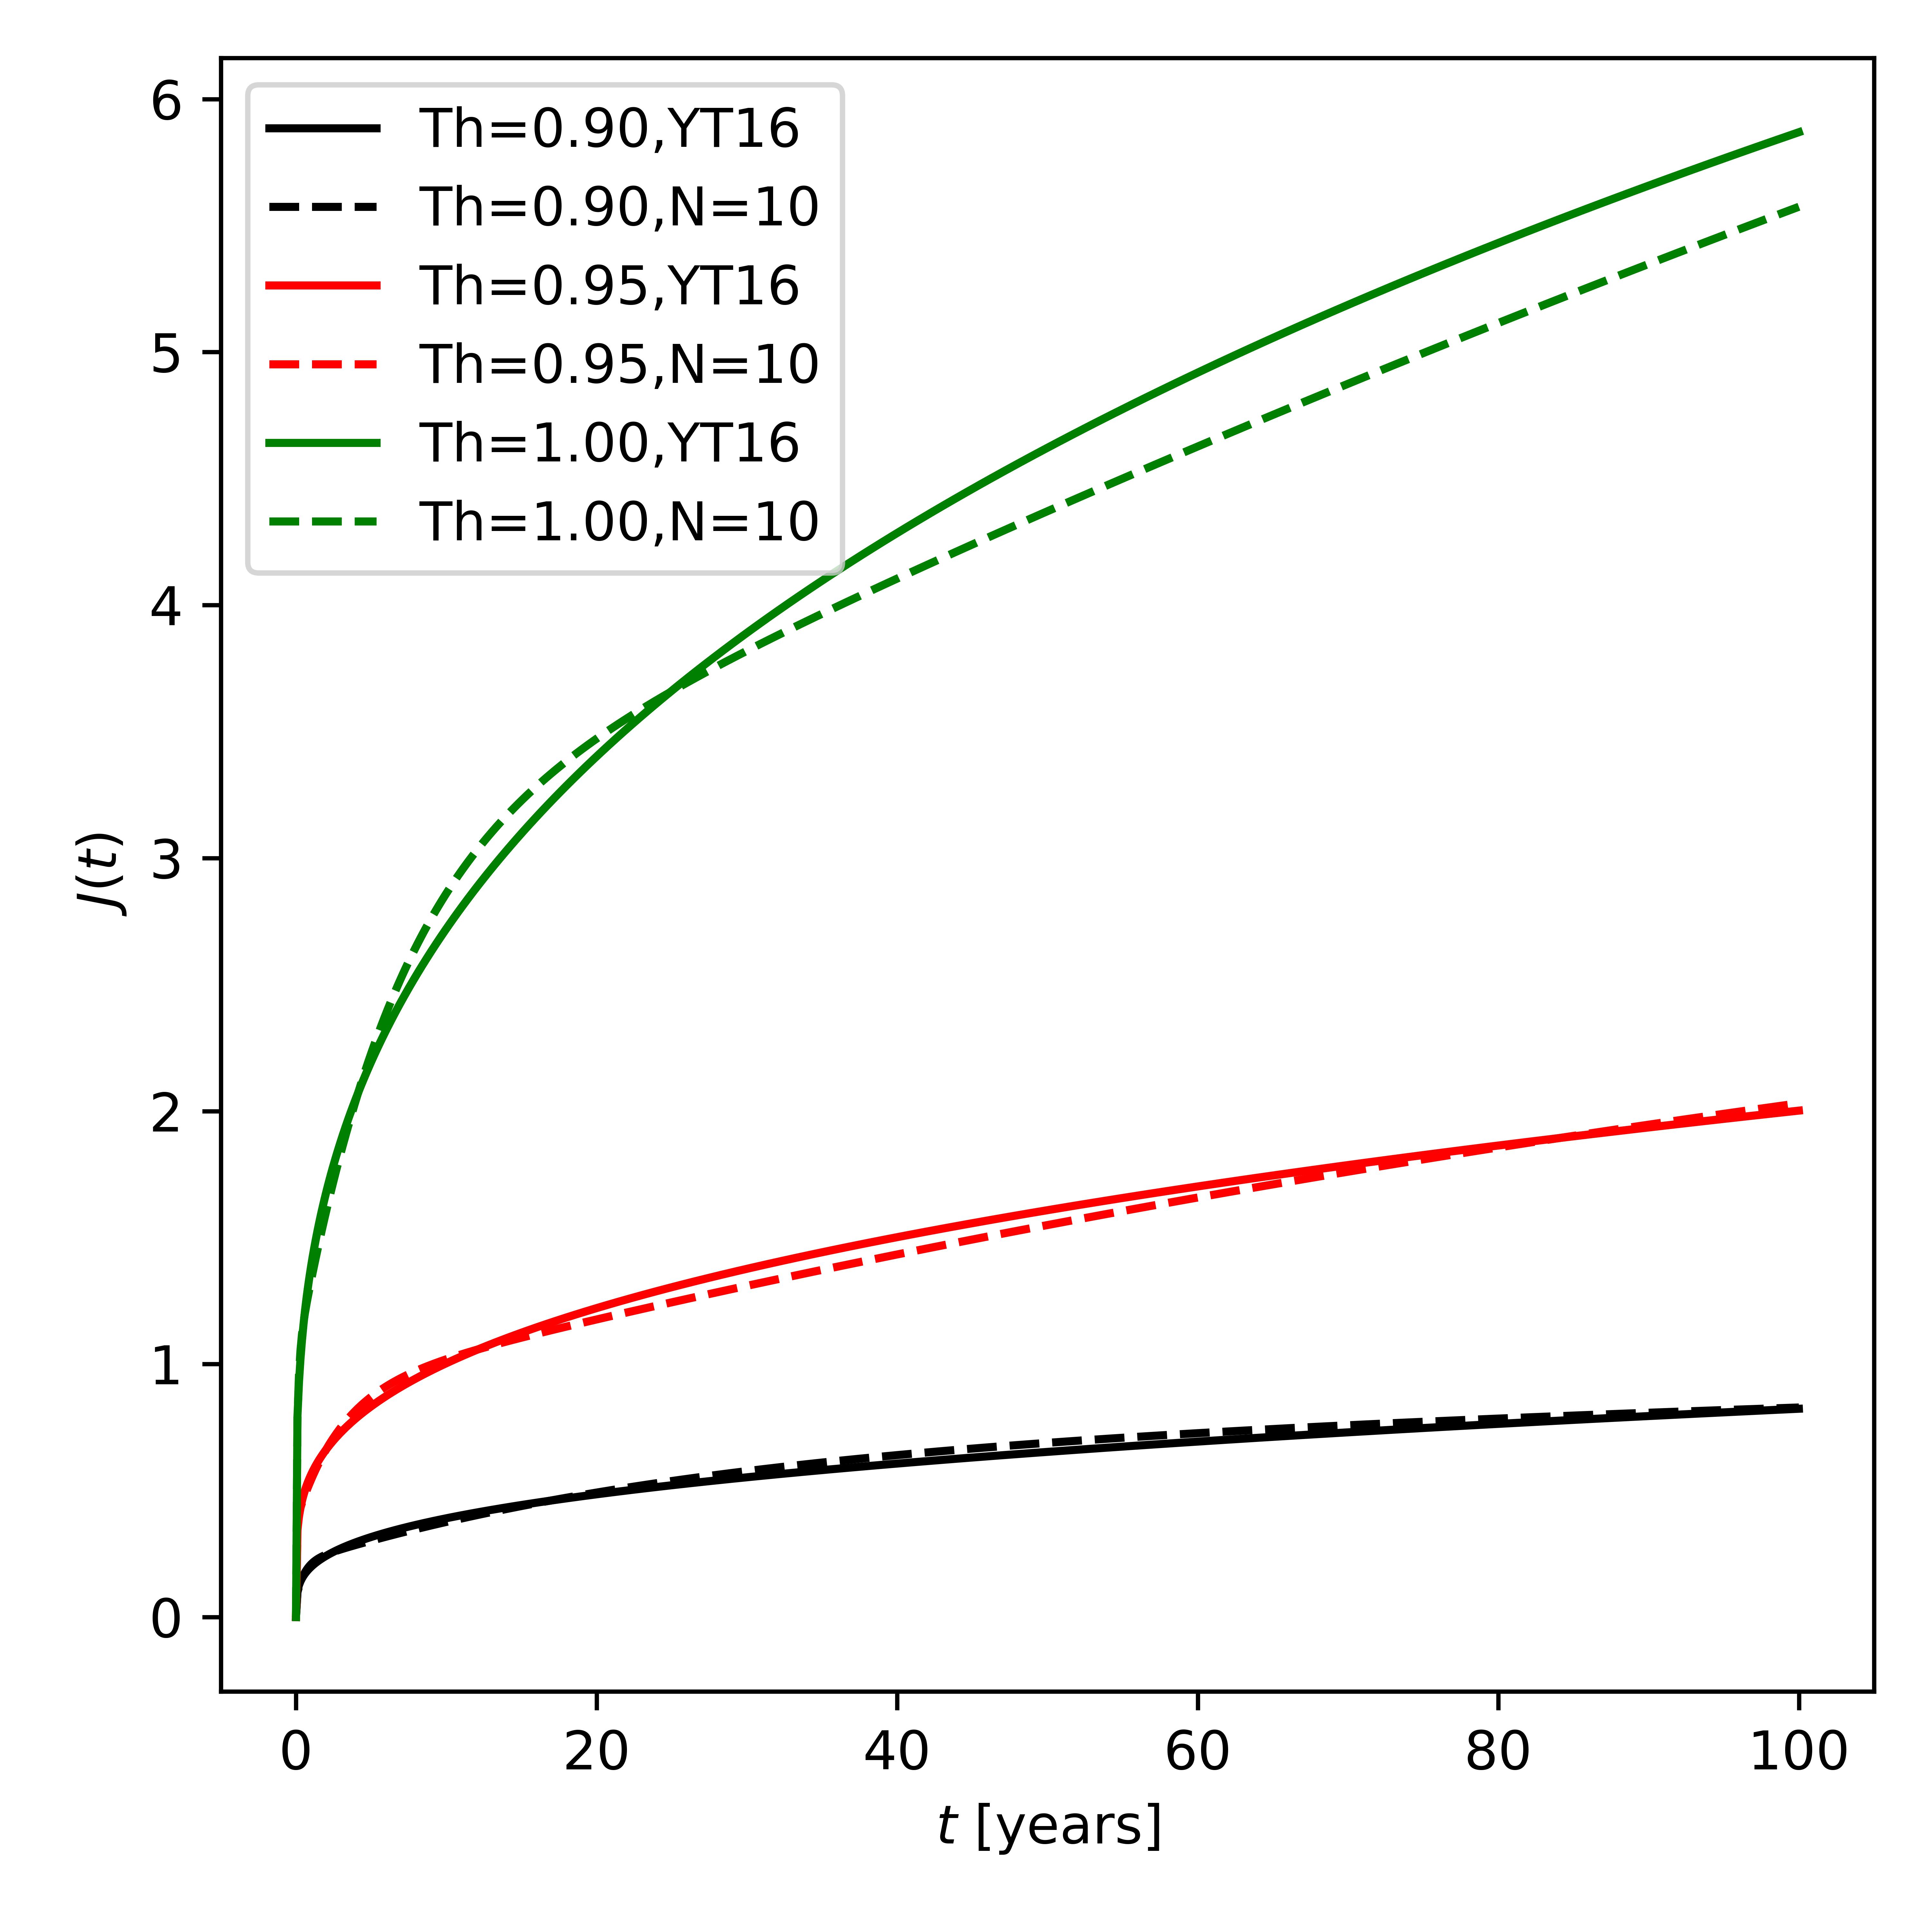 6
5
4
3
2
1
0
J(t)
Th=0.90,YT16
Th=0.90,N=10
Th=0.95,YT16
Th=0.95,N=10
Th=1.00,YT16
Th=1.00,N=10
0 20 40 60 80 100
t [years]